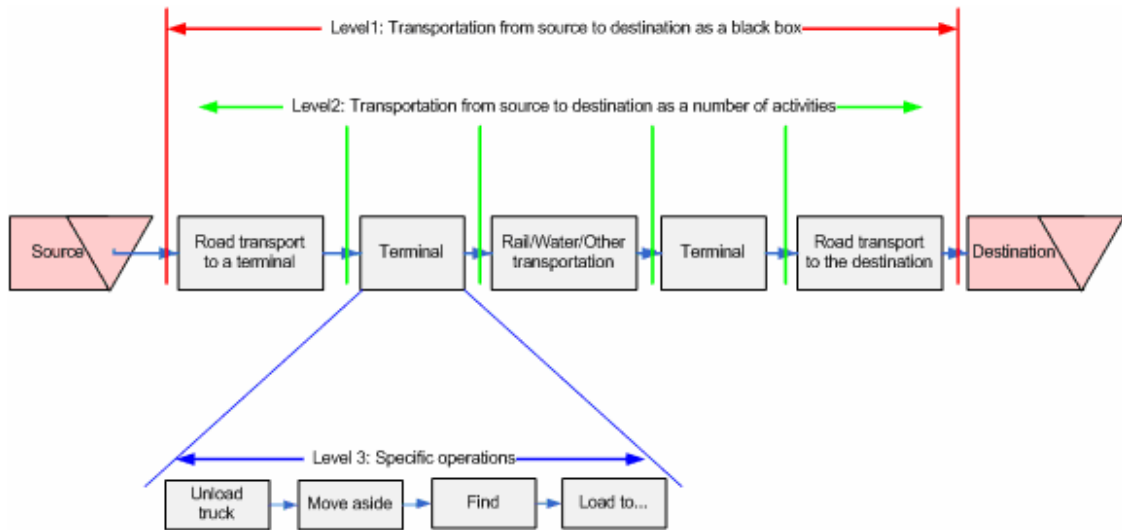 Level1: Transportation from source to destination as a black box
Level2: Transportation from source to destination as a number of activities
Source
Road transport
to a terminal
Terminal
Rail/Water/Other
transportation
Terminal
Road transport
to the destination
Destination
Level 3: Specific operations
Unload
truck
Move aside
Find
Load to...